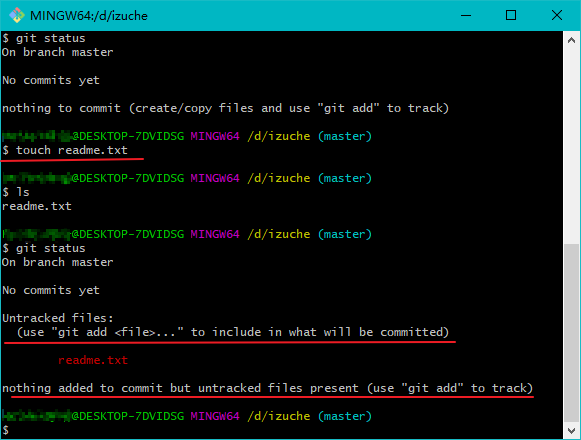 MINGW64:/d/izuche
$ git status
On branch master
No commits yet
nothing to commit (create/copy files and use "git add" to track)
@DESKTOP-7DVIDSG MINGW64 /d/izuche (master)
$ touch readme.txt
@DESKTOP-7DVIDSG MINGW64 /d/izuche (master)
$ ls
readme.txt
@DESKTOP-7DVIDSG MINGW64 /d/izuche (master)
$ git status
On branch master
No commits yet
Untracked files:
(use "git add <file>..." to include in what will be committed)
readme.txt
nothing added to commit but untracked files present (use "git add" to track)
@DESKTOP-7DVIDSG MINGW64 /d/izuche (master)
$